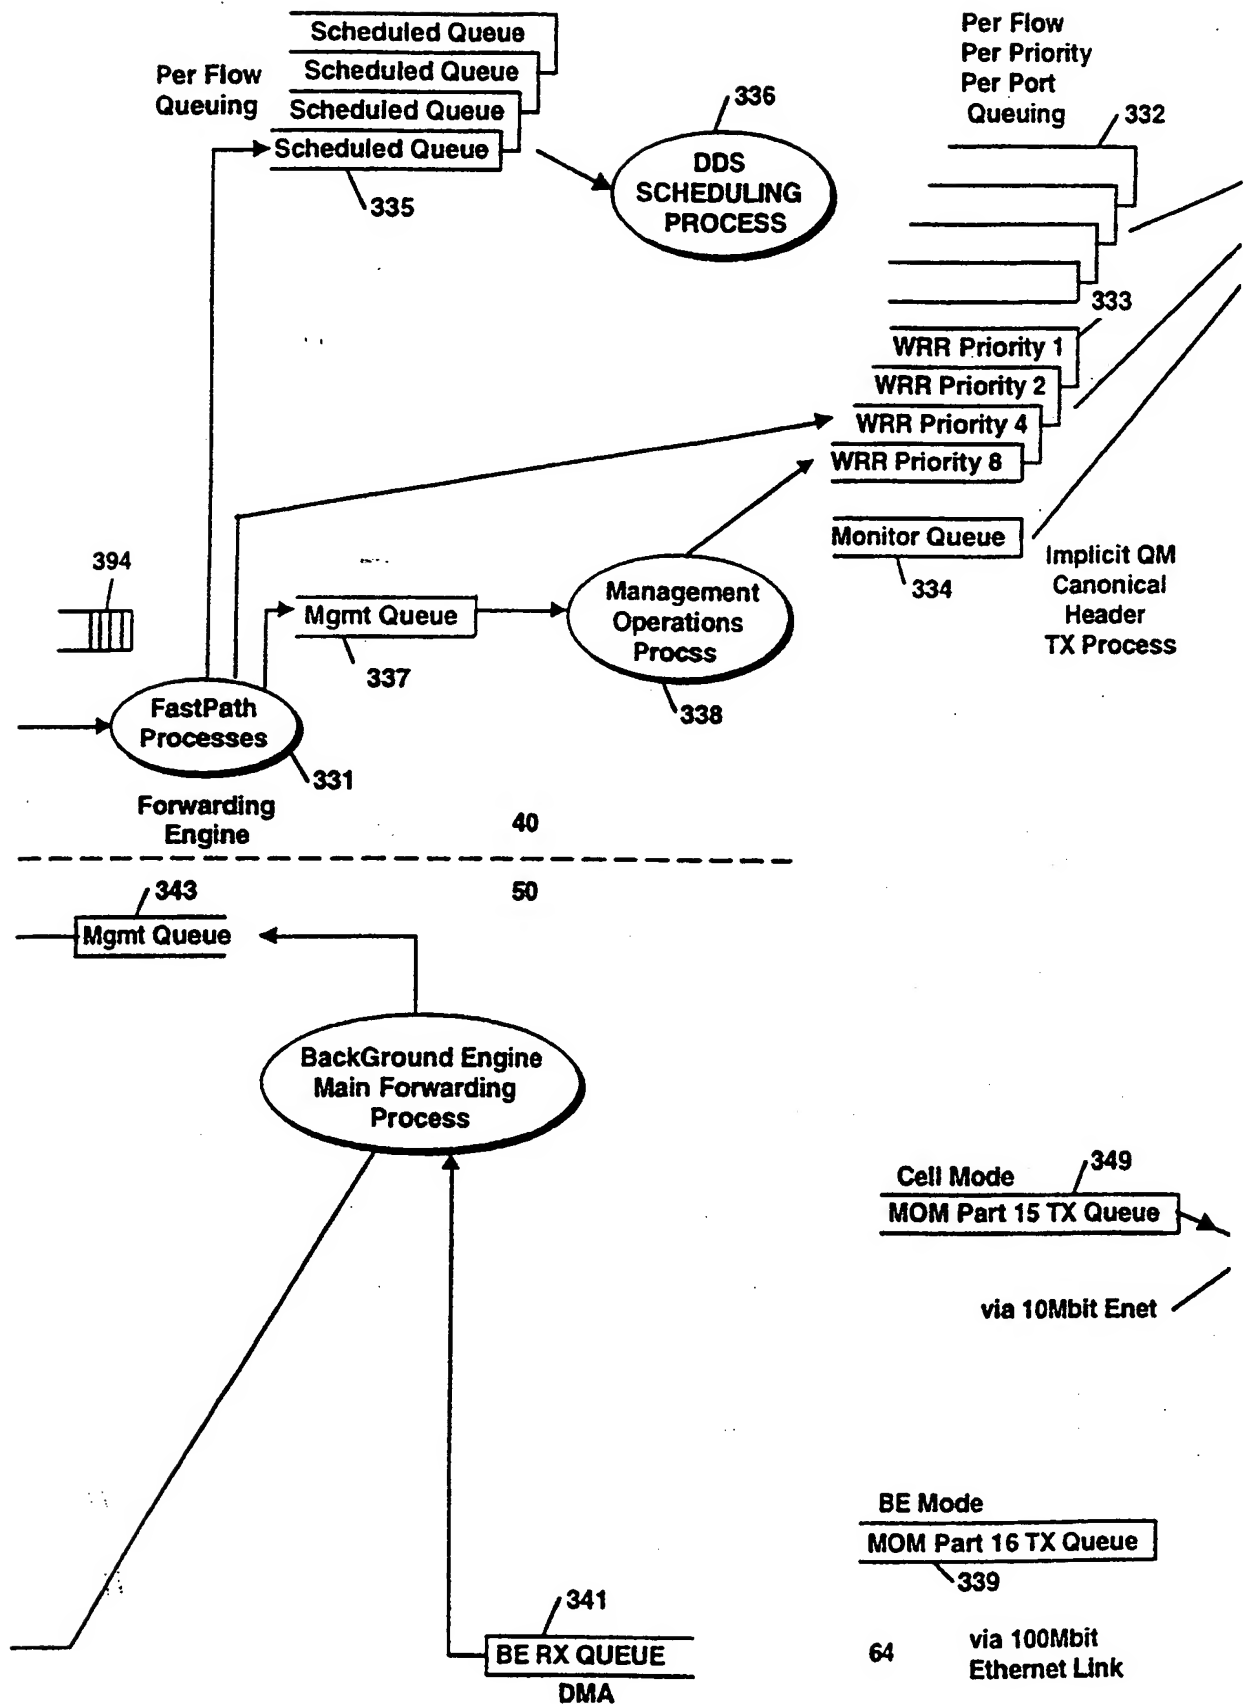 Scheduled Queue
Scheduled Queue
Scheduled Queue
Scheduled Queue
Per Flow
Queuing
335
336
DDS
SCHEDULING
PROCESS
Per Flow
Per Priority
Per Port
Queuing
332
333
WRR Priority 1
WRR Priority 2
WRR Priority 4
WRR Priority 8
Monitor Queue
334
Implicit QM
Canonical
Header
TX Process
394
Mgmt Queue
337
Management
Operations
Procss
338
FastPath
Processes
331
Forwarding
Engine
40
50
343
Mgmt Queue
BackGround Engine
Main Forwarding
Process
Cell Mode
349
MOM Part 15 TX Queue
via 10Mbit Enet
BE Mode
MOM Part 16 TX Queue
339
341
BE RX QUEUE
DMA
64
via 100Mbit
Ethernet Link